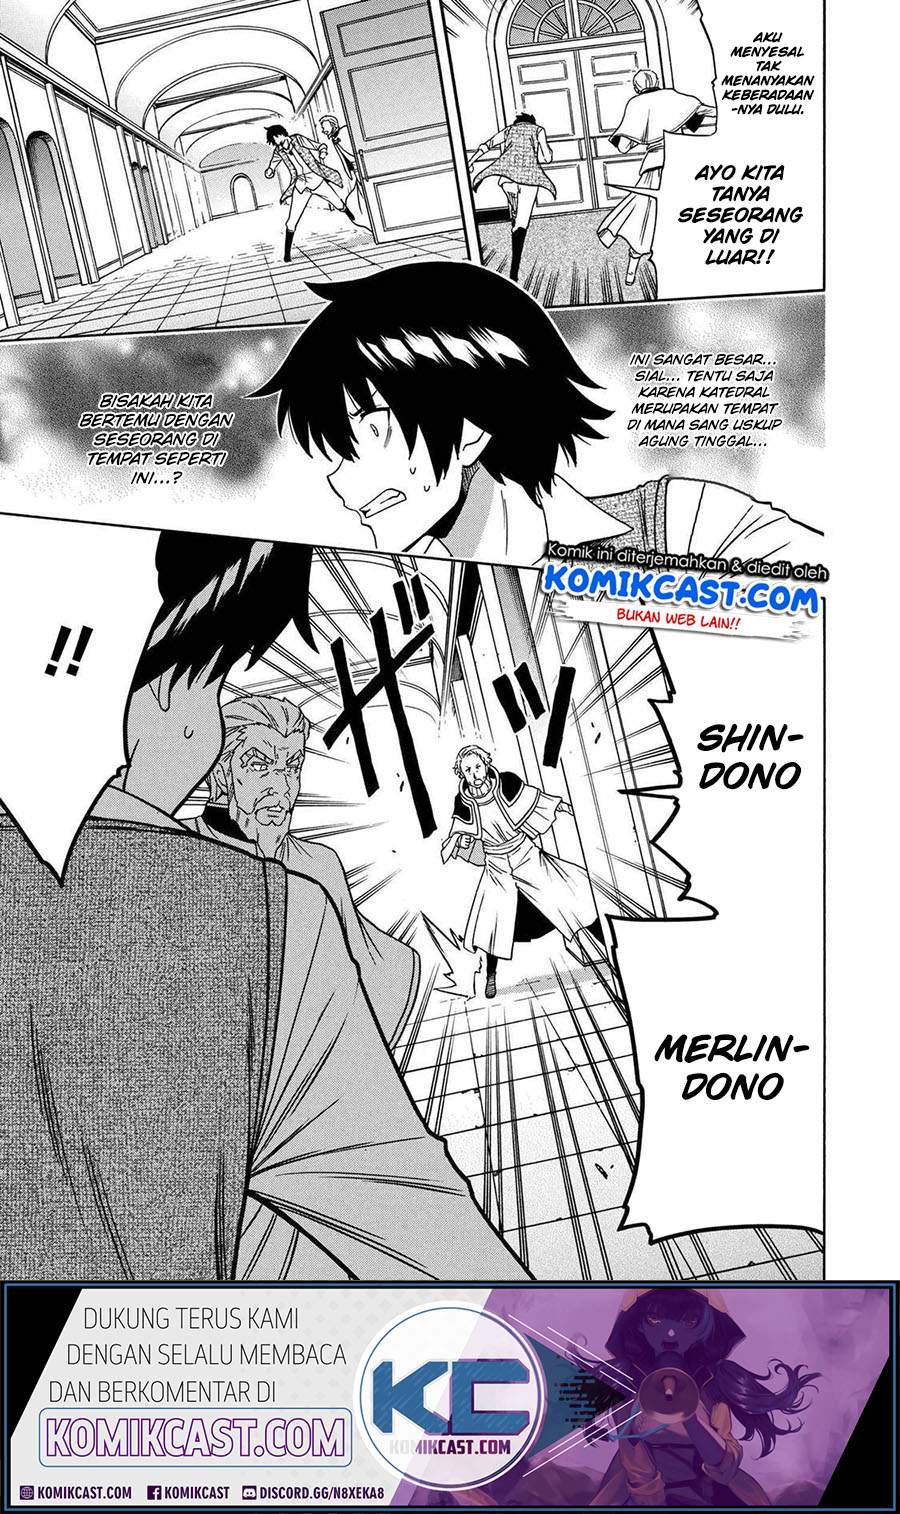 AKU
MENYESAL
TAK
MENANYAKAN
KEBERADAAN
-NYA DULU.
AYO KITA
TANYA
SESEORANG
YANG DI
LUAR!!
INI SANGAT BESAR...
SIAL... TENTU SAJA
KARENA KATEDRAL
MERUPAKAN TEMPAT
DI MANA SANG USKUP
AGUNG TINGGAL...
BISAKAH KITA
BERTEMU DENGAN
SESEORANG DI
TEMPAT SEPERTI
INI...?
Komik ini diterjemahkan & diedit oleh
KOMIKCAST.COM
BUKAN WEB LAIN!!
SHIN-
DONO
!!
ザッ
MERLIN-
DONO
DUKUNG TERUS KAMI
DENGAN SELALU MEMBACA
DAN BERKOMENTAR DI
KOMIKCAST.COM
KC
KOMIKCAST.COM
KOMIKCAST.COM
KOMIKCAST
DISCORD.GG/N8XEKA8